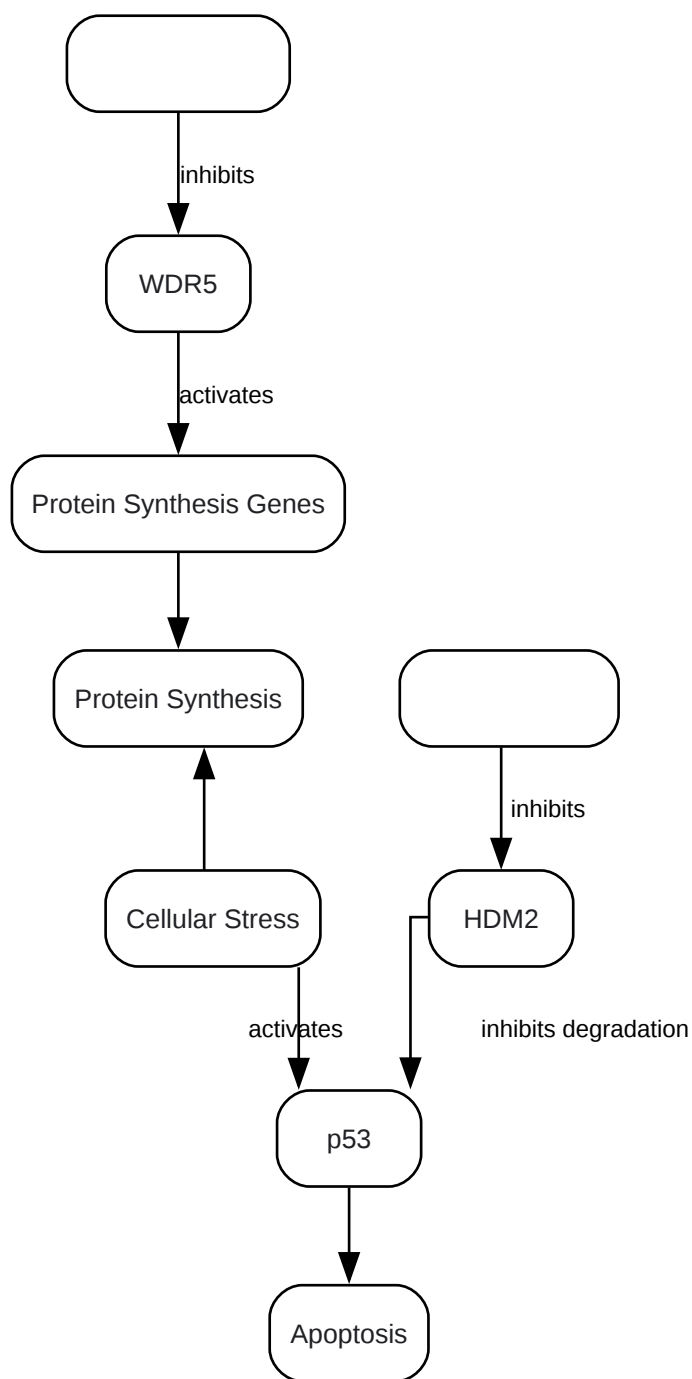 inhibits
WDR5
activates
Protein Synthesis Genes
Protein Synthesis
inhibits
Cellular Stress
HDM2
activates
inhibits degradation
p53
Apoptosis